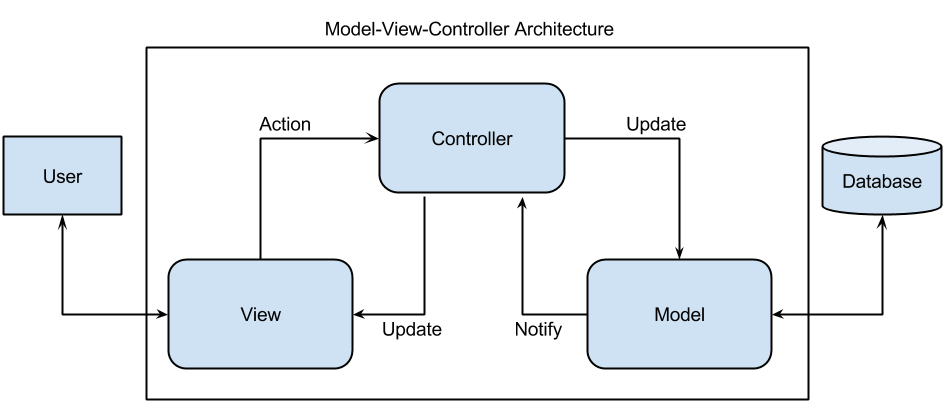 Model-View-Controller Architecture
Action
Controller
Update
User
Database
View
Update
Notify
Model